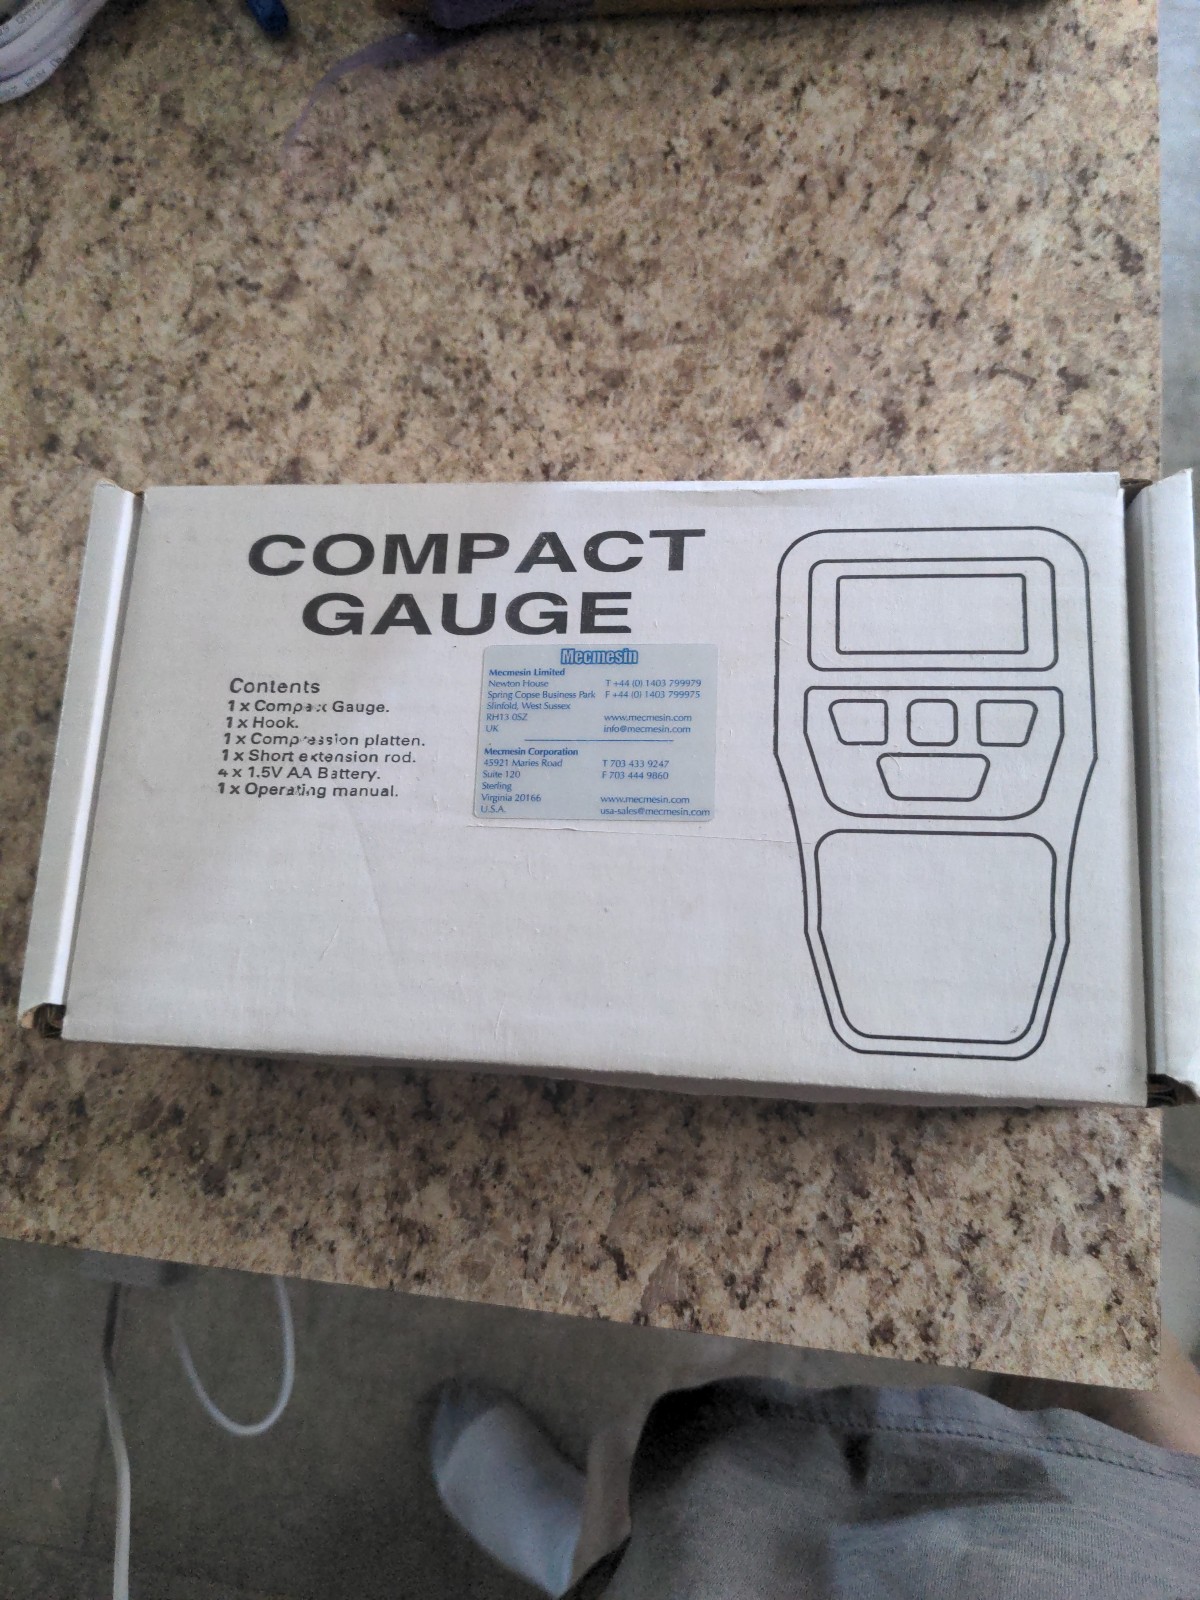 COMPACT
GAUGE
Contents
1 x Compact Gauge.
1 x Hook.
1 x Compression platten.
1 x Short extension rod.
4 x 1.5V AA Battery.
1 x Operating manual.
Mecmesin
Mecmesin Limited
Newton House T +44 (0) 1403 799979
Spring Copse Business Park F +44 (0) 1403 799975
Slinfold, West Sussex
RH13 0SZ www.mecmesin.com
UK info@mecmesin.com
Mecmesin Corporation
45921 Maries Road T 703 433 9247
Suite 120 F 703 444 9860
Sterling
Virginia 20166 www.mecmesin.com
U.S.A. usa-sales@mecmesin.com